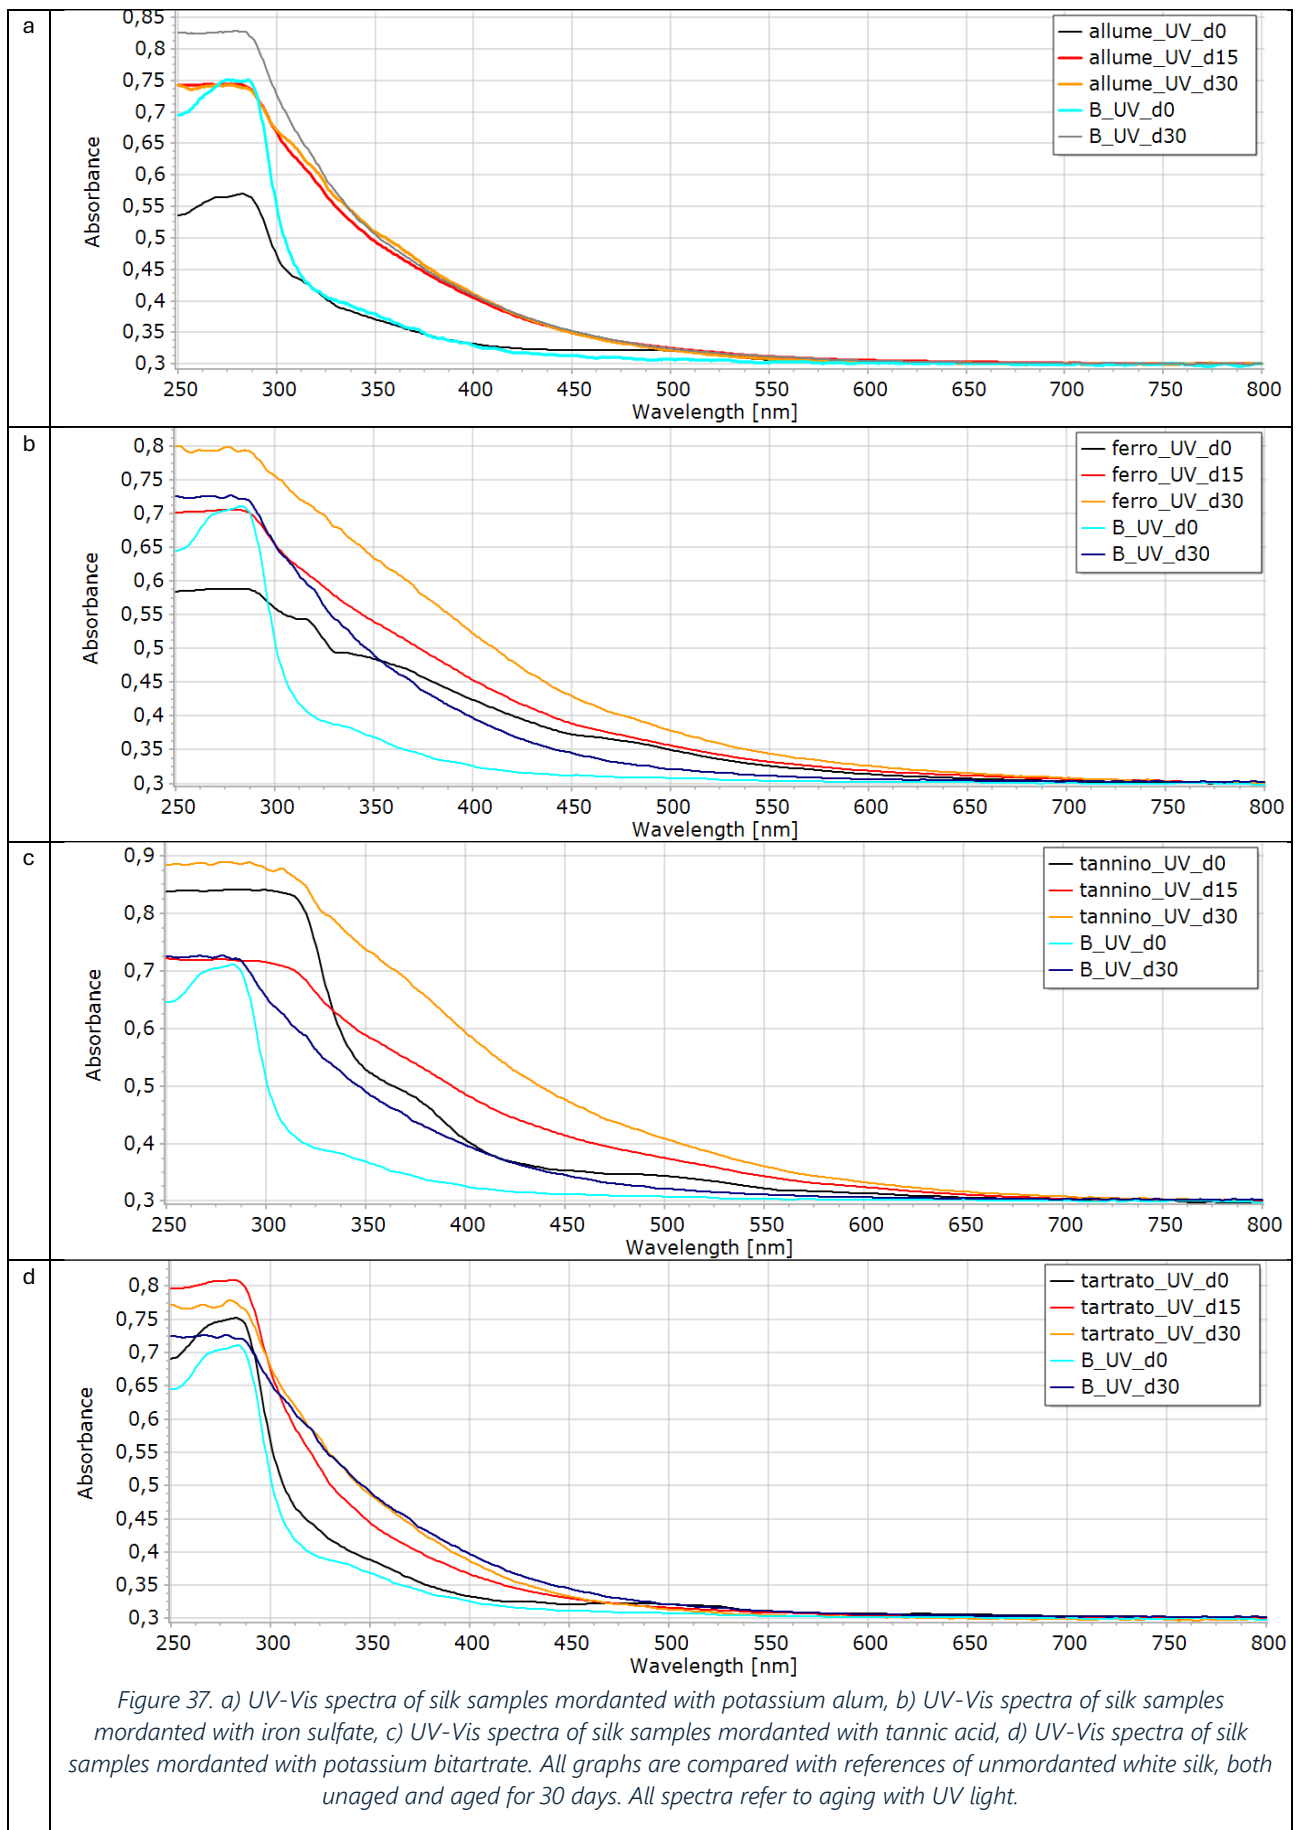 a
0,85
0,8
0,75
0,7
0,65
0,6
0,55
0,5
0,45
0,4
0,35
0,3
Absorbance
allume_UV_d0
allume_UV_d15
allume_UV_d30
B_UV_d0
B_UV_d30
250 300 350 400 450 500 550 600 650 700 750 800
Wavelength [nm]
b
0,8
0,75
0,7
0,65
0,6
0,55
0,5
0,45
0,4
0,35
0,3
Absorbance
ferro_UV_d0
ferro_UV_d15
ferro_UV_d30
B_UV_d0
B_UV_d30
250 300 350 400 450 500 550 600 650 700 750 800
Wavelength [nm]
c
0,9
0,8
0,7
0,6
0,5
0,4
0,3
Absorbance
tannino_UV_d0
tannino_UV_d15
tannino_UV_d30
B_UV_d0
B_UV_d30
250 300 350 400 450 500 550 600 650 700 750 800
Wavelength [nm]
d
0,8
0,75
0,7
0,65
0,6
0,55
0,5
0,45
0,4
0,35
0,3
Absorbance
tartrato_UV_d0
tartrato_UV_d15
tartrato_UV_d30
B_UV_d0
B_UV_d30
250 300 350 400 450 500 550 600 650 700 750 800
Wavelength [nm]
Figure 37. a) UV-Vis spectra of silk samples mordanted with potassium alum, b) UV-Vis spectra of silk samples
mordanted with iron sulfate, c) UV-Vis spectra of silk samples mordanted with tannic acid, d) UV-Vis spectra of silk
samples mordanted with potassium bitartrate. All graphs are compared with references of unmordanted white silk, both
unaged and aged for 30 days. All spectra refer to aging with UV light.